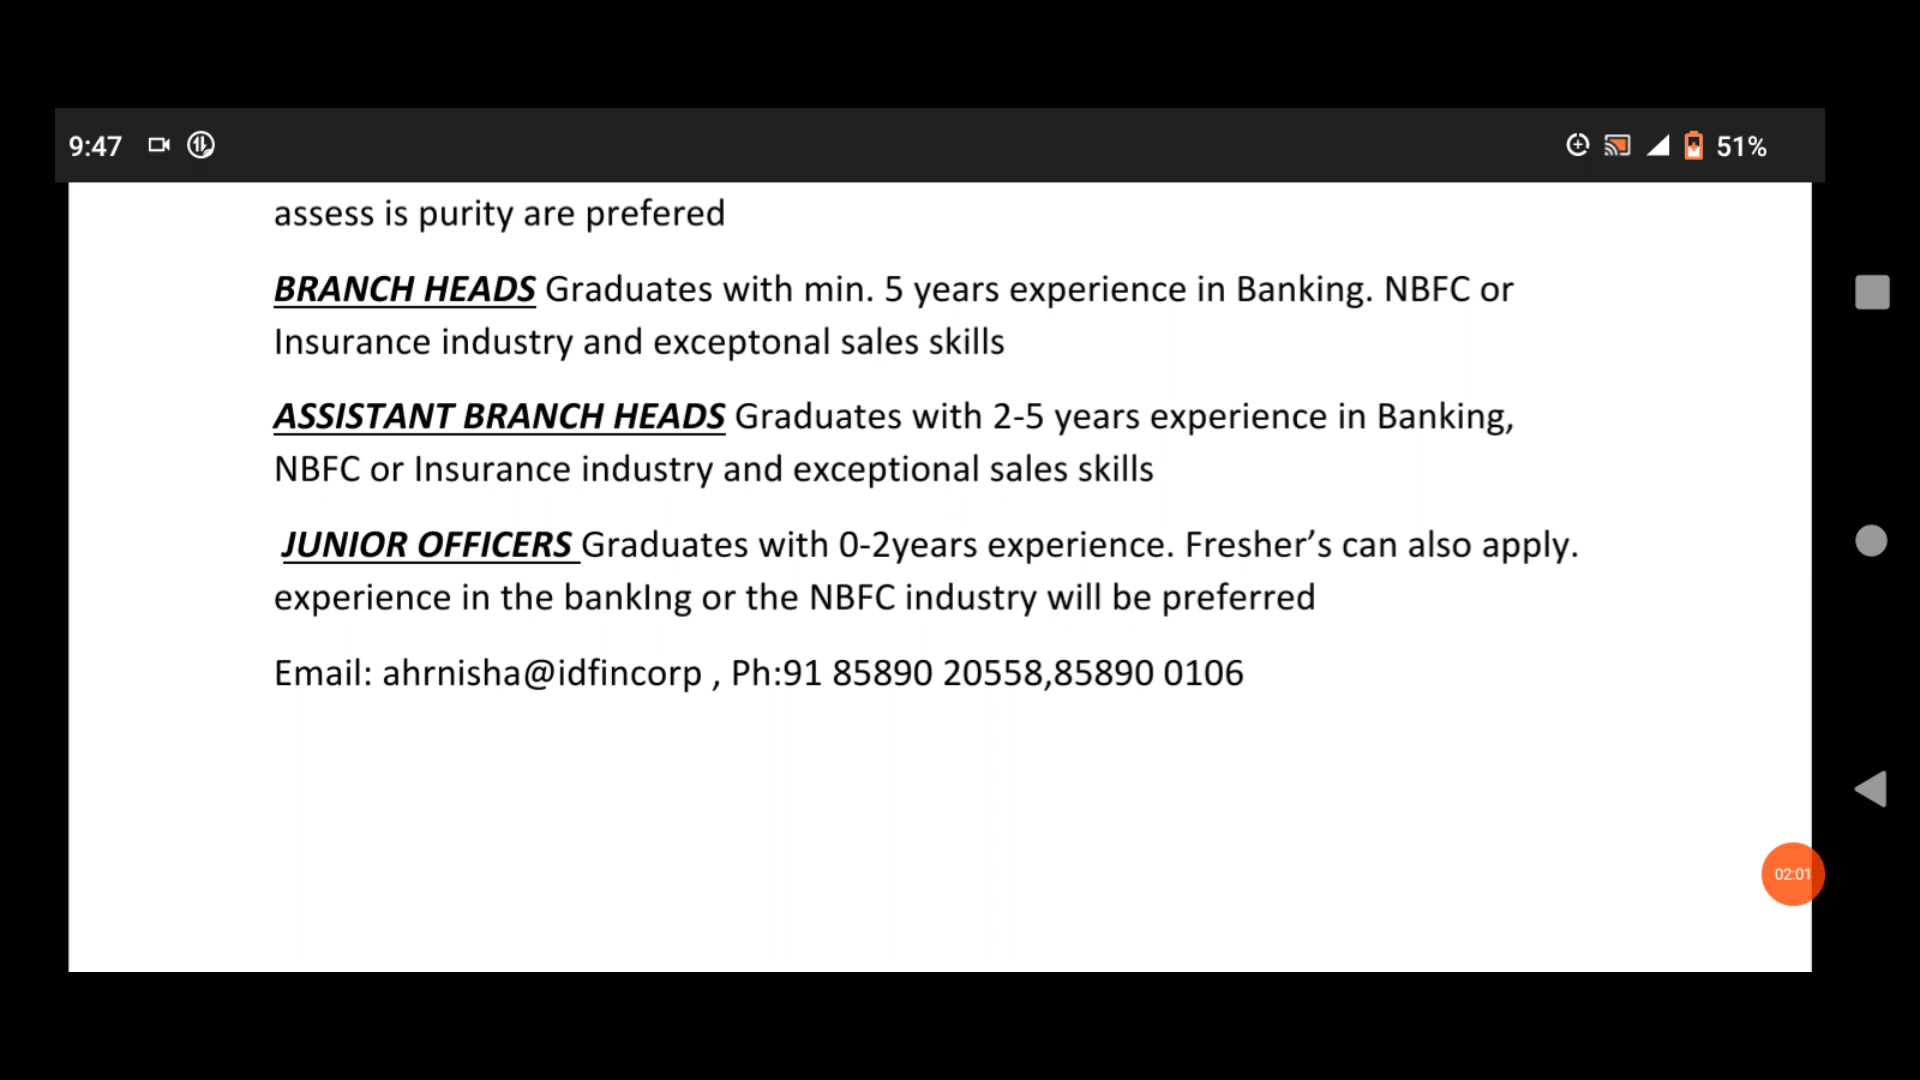 9:47
51%
assess is purity are prefered
BRANCH HEADS Graduates with min. 5 years experience in Banking. NBFC or
Insurance industry and exceptonal sales skills
ASSISTANT BRANCH HEADS Graduates with 2-5 years experience in Banking,
NBFC or Insurance industry and exceptional sales skills
JUNIOR OFFICERS Graduates with 0-2years experience. Fresher’s can also apply.
experience in the bankIng or the NBFC industry will be preferred
Email: ahrnisha@idfincorp , Ph:91 85890 20558,85890 0106
02:01